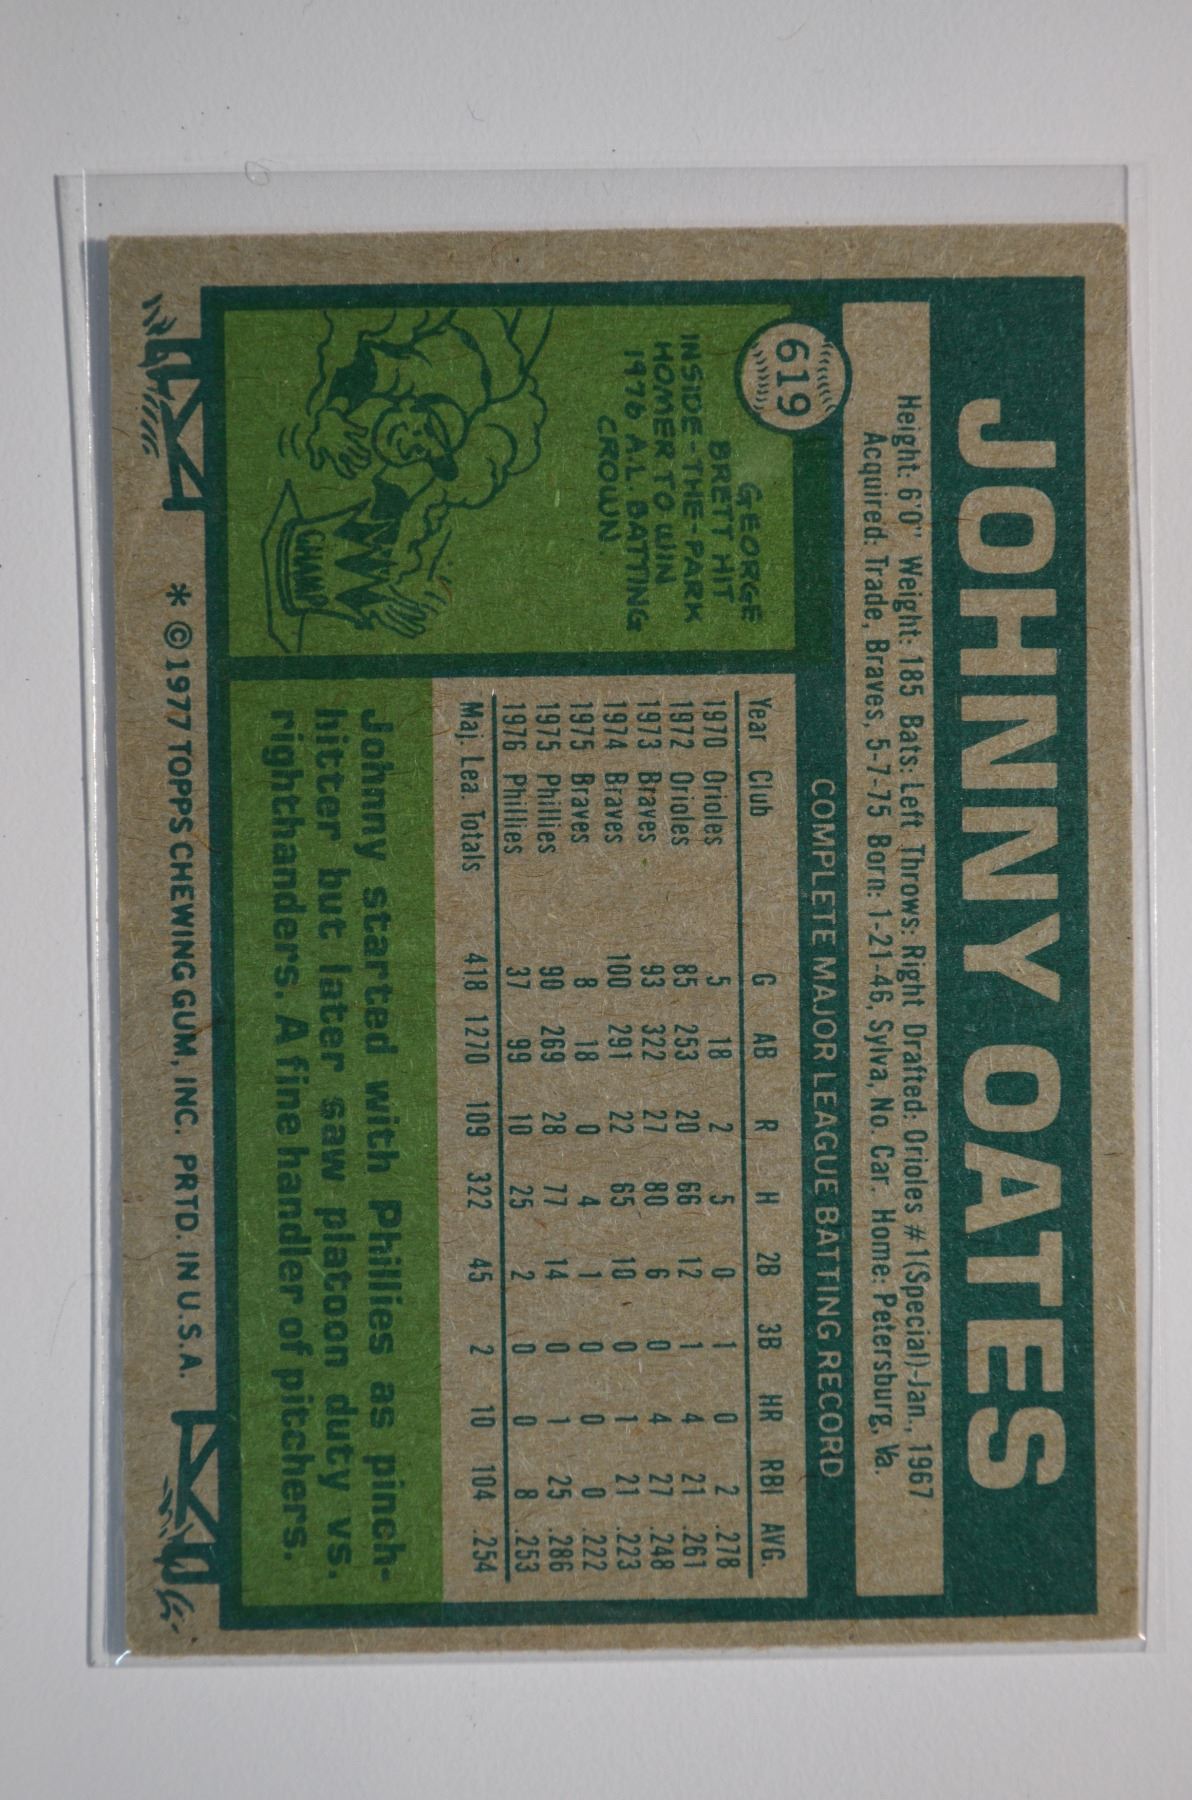 JOHNNY OATES
Height: 6'0" Weight: 185 Bats: Left Throws: Right Drafted: Orioles #1(Special)-Jan., 1967
Acquired: Trade, Braves, 5-7-75 Born: 1-21-46, Sylva, No. Car. Home: Petersburg, Va.
619
COMPLETE MAJOR LEAGUE BATTING RECORD
GEORGE
BRETT HIT
INSIDE-THE-PARK
HOMER TO WIN
1976 A.L. BATTING
CROWN.
CHAMP
Year Club G AB R H 2B 3B HR RBI AVG.
1970 Orioles 5 18 2 5 0 1 0 2 .278
1972 Orioles 85 253 20 66 12 1 4 21 .261
1973 Braves 93 322 27 80 6 0 4 27 .248
1974 Braves 100 291 22 65 10 0 1 21 .223
1975 Braves 8 18 0 4 1 0 0 0 .222
1975 Phillies 90 269 28 77 14 0 1 25 .286
1976 Phillies 37 99 10 25 2 0 0 8 .253
Maj. Lea. Totals 418 1270 109 322 45 2 10 104 .254
Johnny started with Phillies as pinch-
hitter but later saw platoon duty vs.
righthanders. A fine handler of pitchers.
* ©1977 TOPPS CHEWING GUM, INC. PRTD. IN U.S.A.